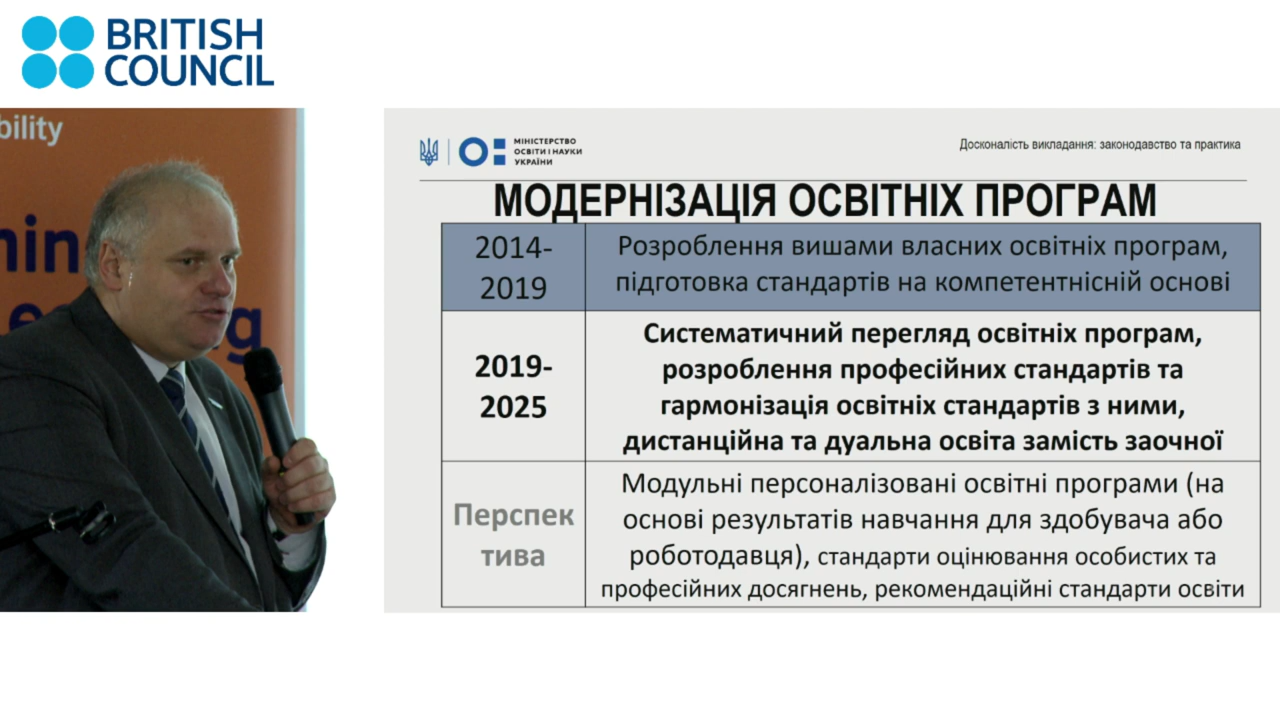 BRITISH
COUNCIL
bility
МІНІСТЕРСТВО
ОСВІТИ І НАУКИ
УКРАЇНИ
Досконалість викладання: законодавство та практика
МОДЕРНІЗАЦІЯ ОСВІТНІХ ПРОГРАМ
2014-
2019
Розроблення вишами власних освітніх програм,
підготовка стандартів на компетентнісній основі
2019-
2025
Систематичний перегляд освітніх програм,
розроблення професійних стандартів та
гармонізація освітніх стандартів з ними,
дистанційна та дуальна освіта замість заочної
Перспек
тива
Модульні персоналізовані освітні програми (на
основі результатів навчання для здобувача або
роботодавця), стандарти оцінювання особистих та
професійних досягнень, рекомендаційні стандарти освіти